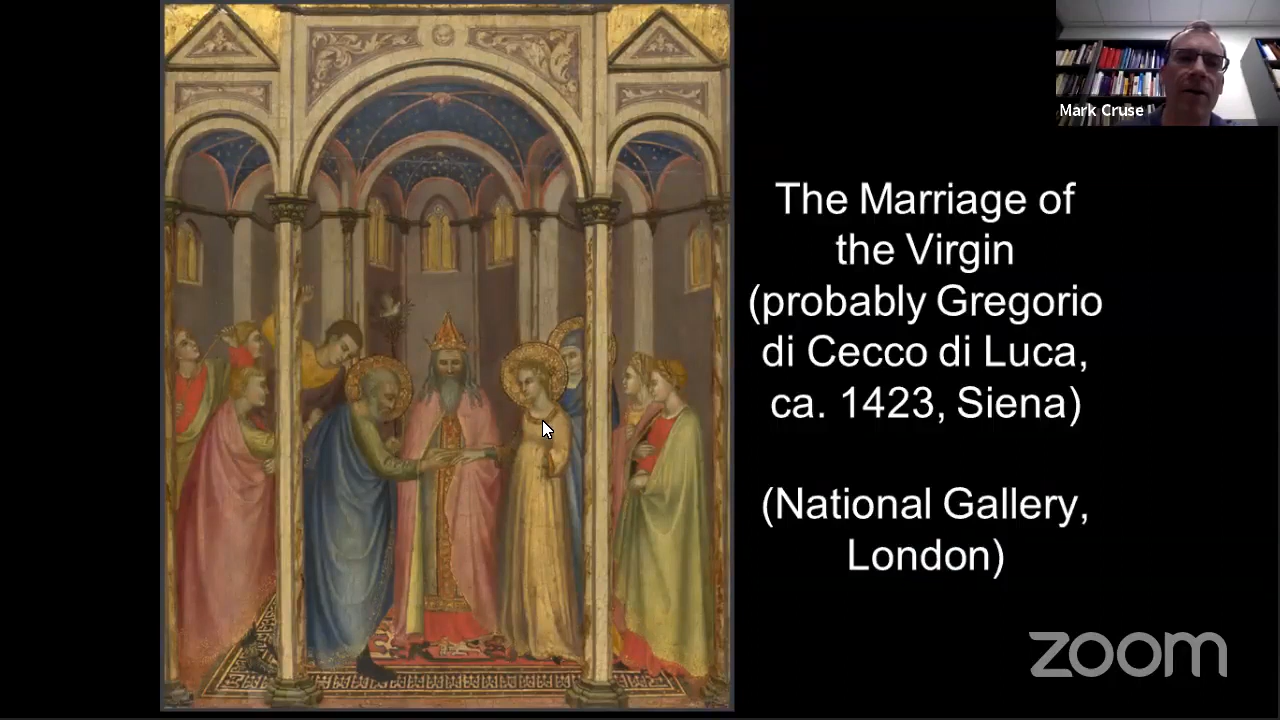 Mark Cruse
The Marriage of
the Virgin
(probably Gregorio
di Cecco di Luca,
ca. 1423, Siena)
(National Gallery,
London)
zoom